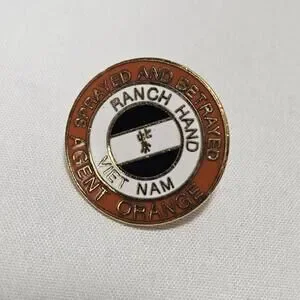 SPRAYED AND BETRAYED
RANCH HAND
VIET NAM
AGENT ORANGE